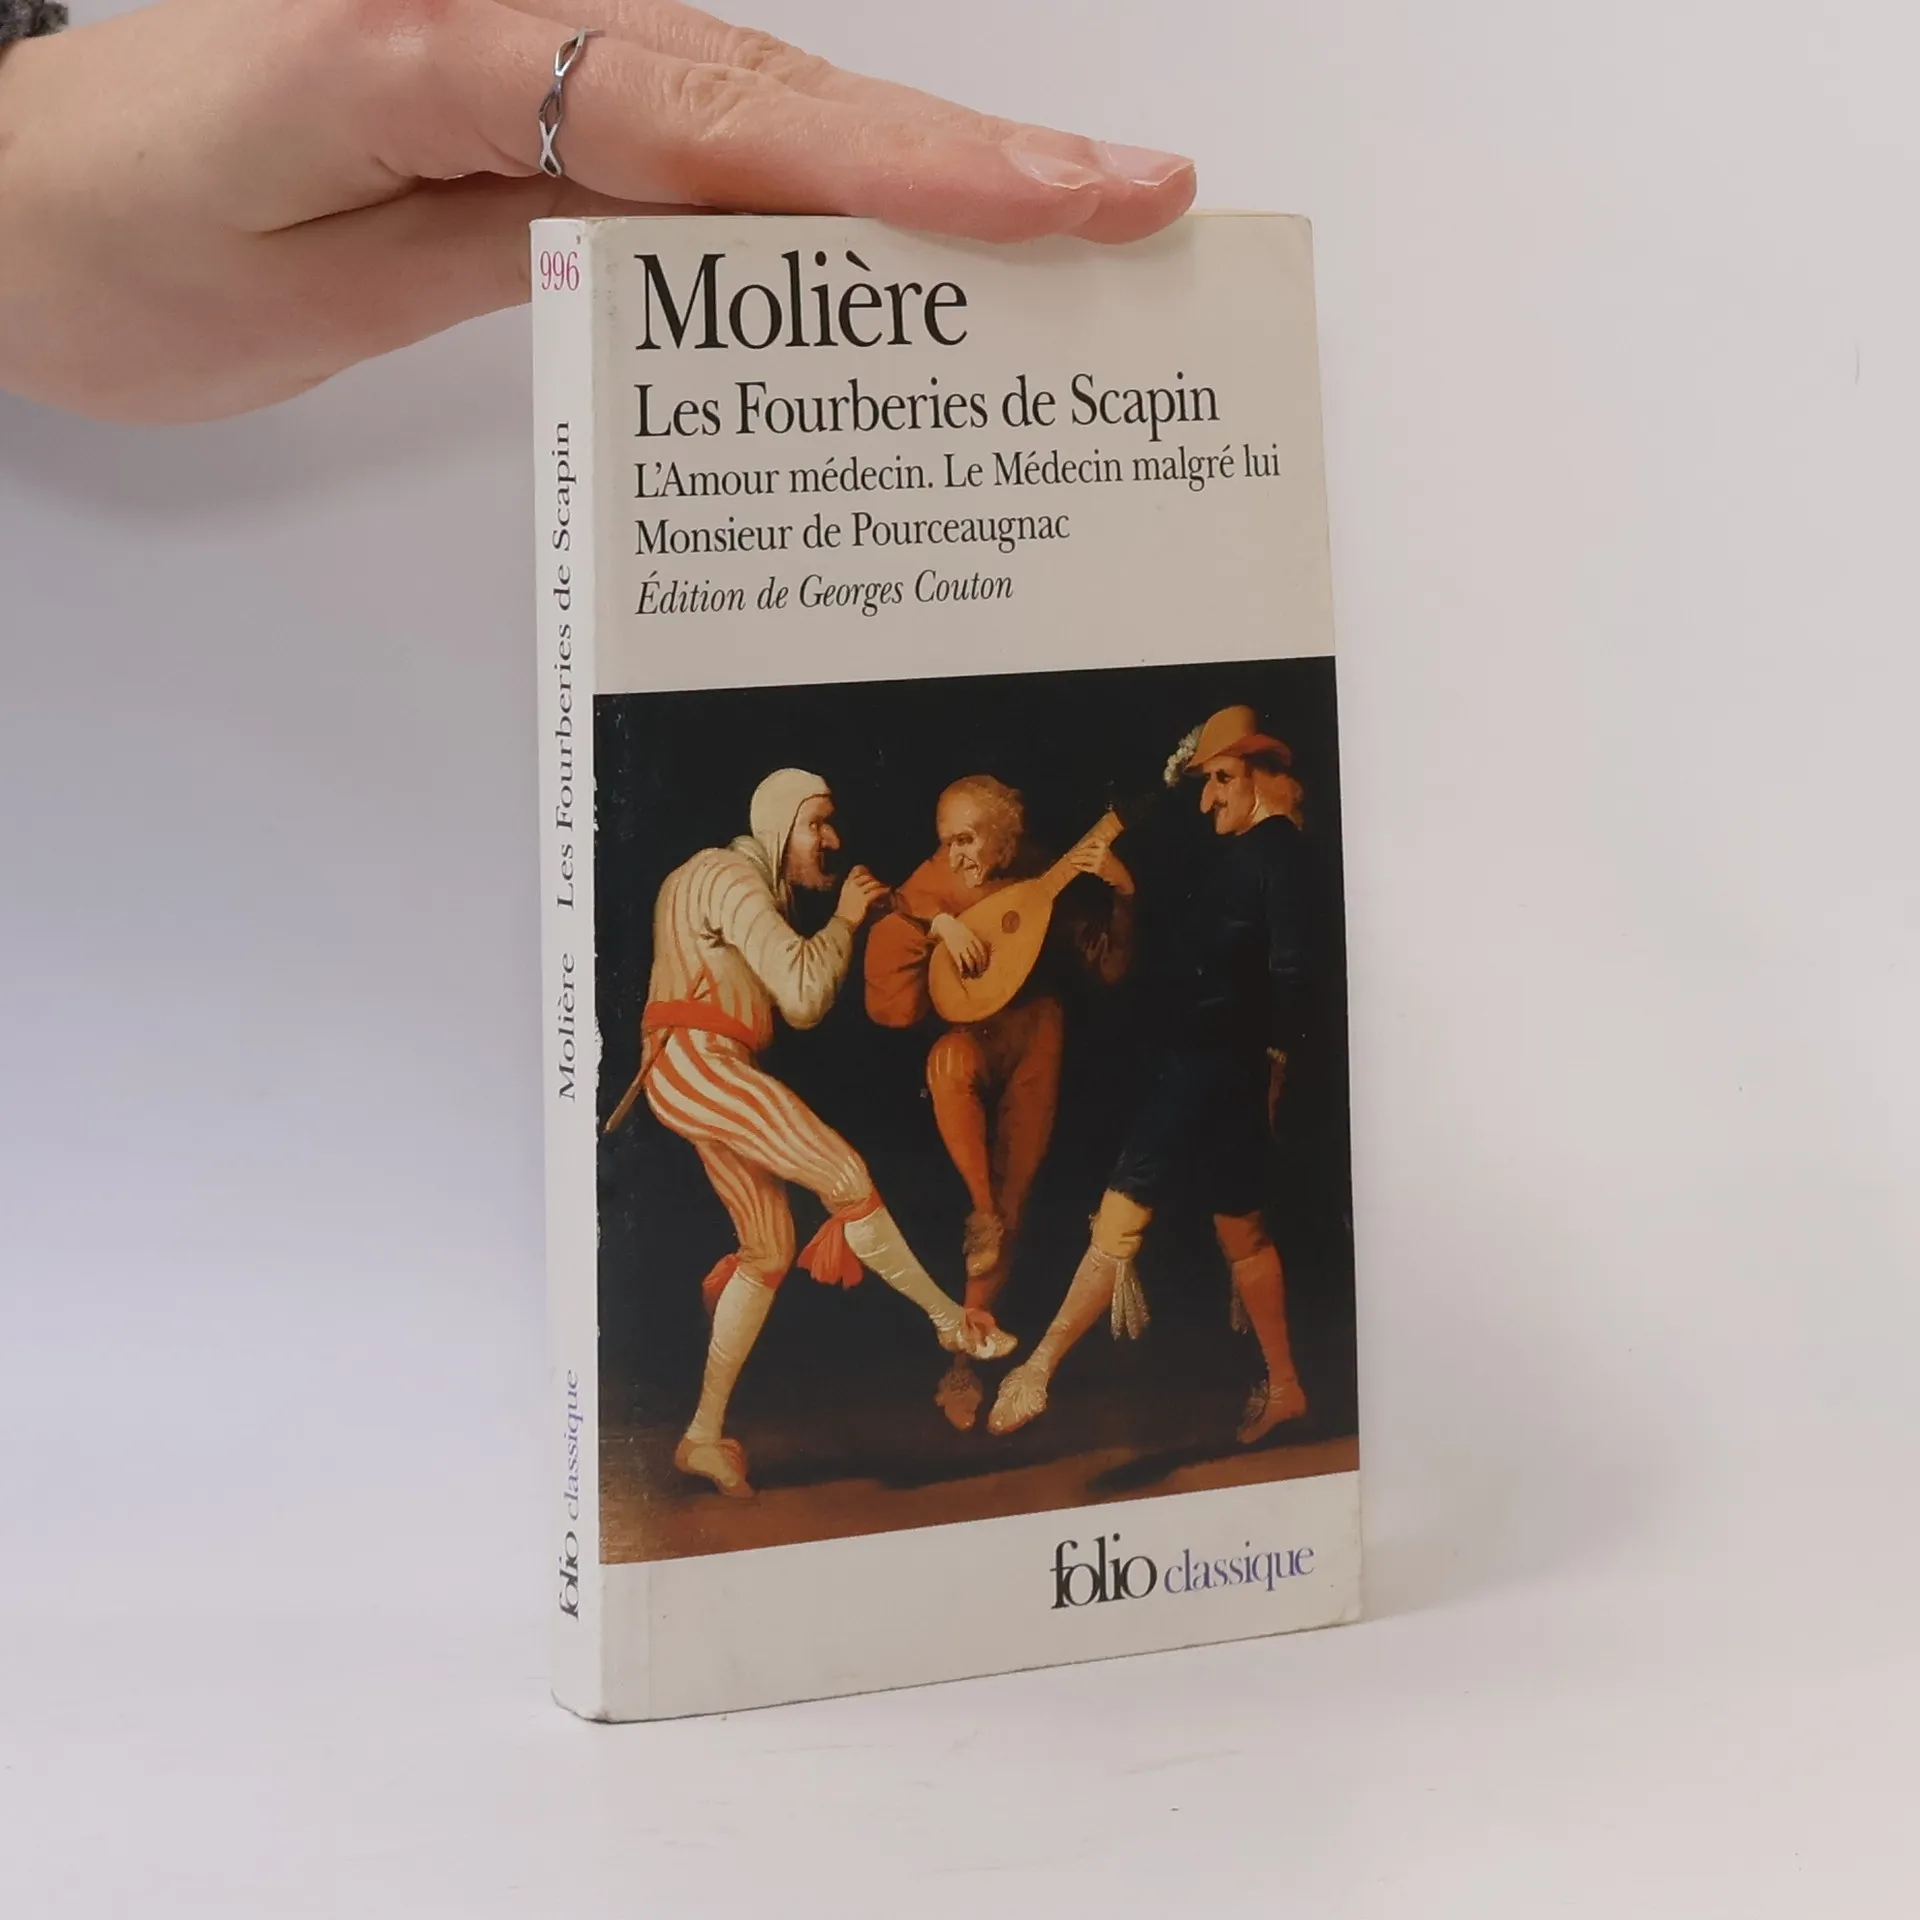 996
Molière Les Fourberies de Scapin
folio classique
Molière
Les Fourberies de Scapin
L'Amour médecin. Le Médecin malgré lui
Monsieur de Pourceaugnac
Édition de Georges Couton
folio classique